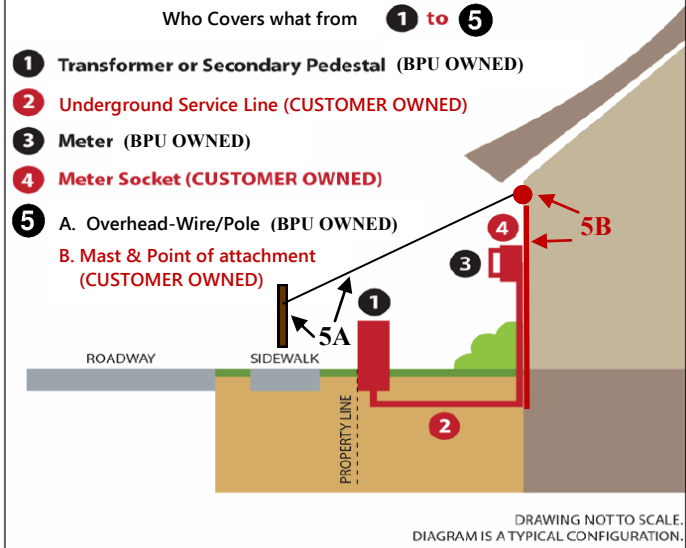 Who Covers what from 1 to 5
1 Transformer or Secondary Pedestal (BPU OWNED)
2 Underground Service Line (CUSTOMER OWNED)
3 Meter (BPU OWNED)
4 Meter Socket (CUSTOMER OWNED)
5 A. Overhead-Wire/Pole (BPU OWNED)
B. Mast & Point of attachment
(CUSTOMER OWNED)
4
5B
3
1
5A
ROADWAY
SIDEWALK
PROPERTY LINE
2
DRAWING NOT TO SCALE.
DIAGRAM IS A TYPICAL CONFIGURATION.